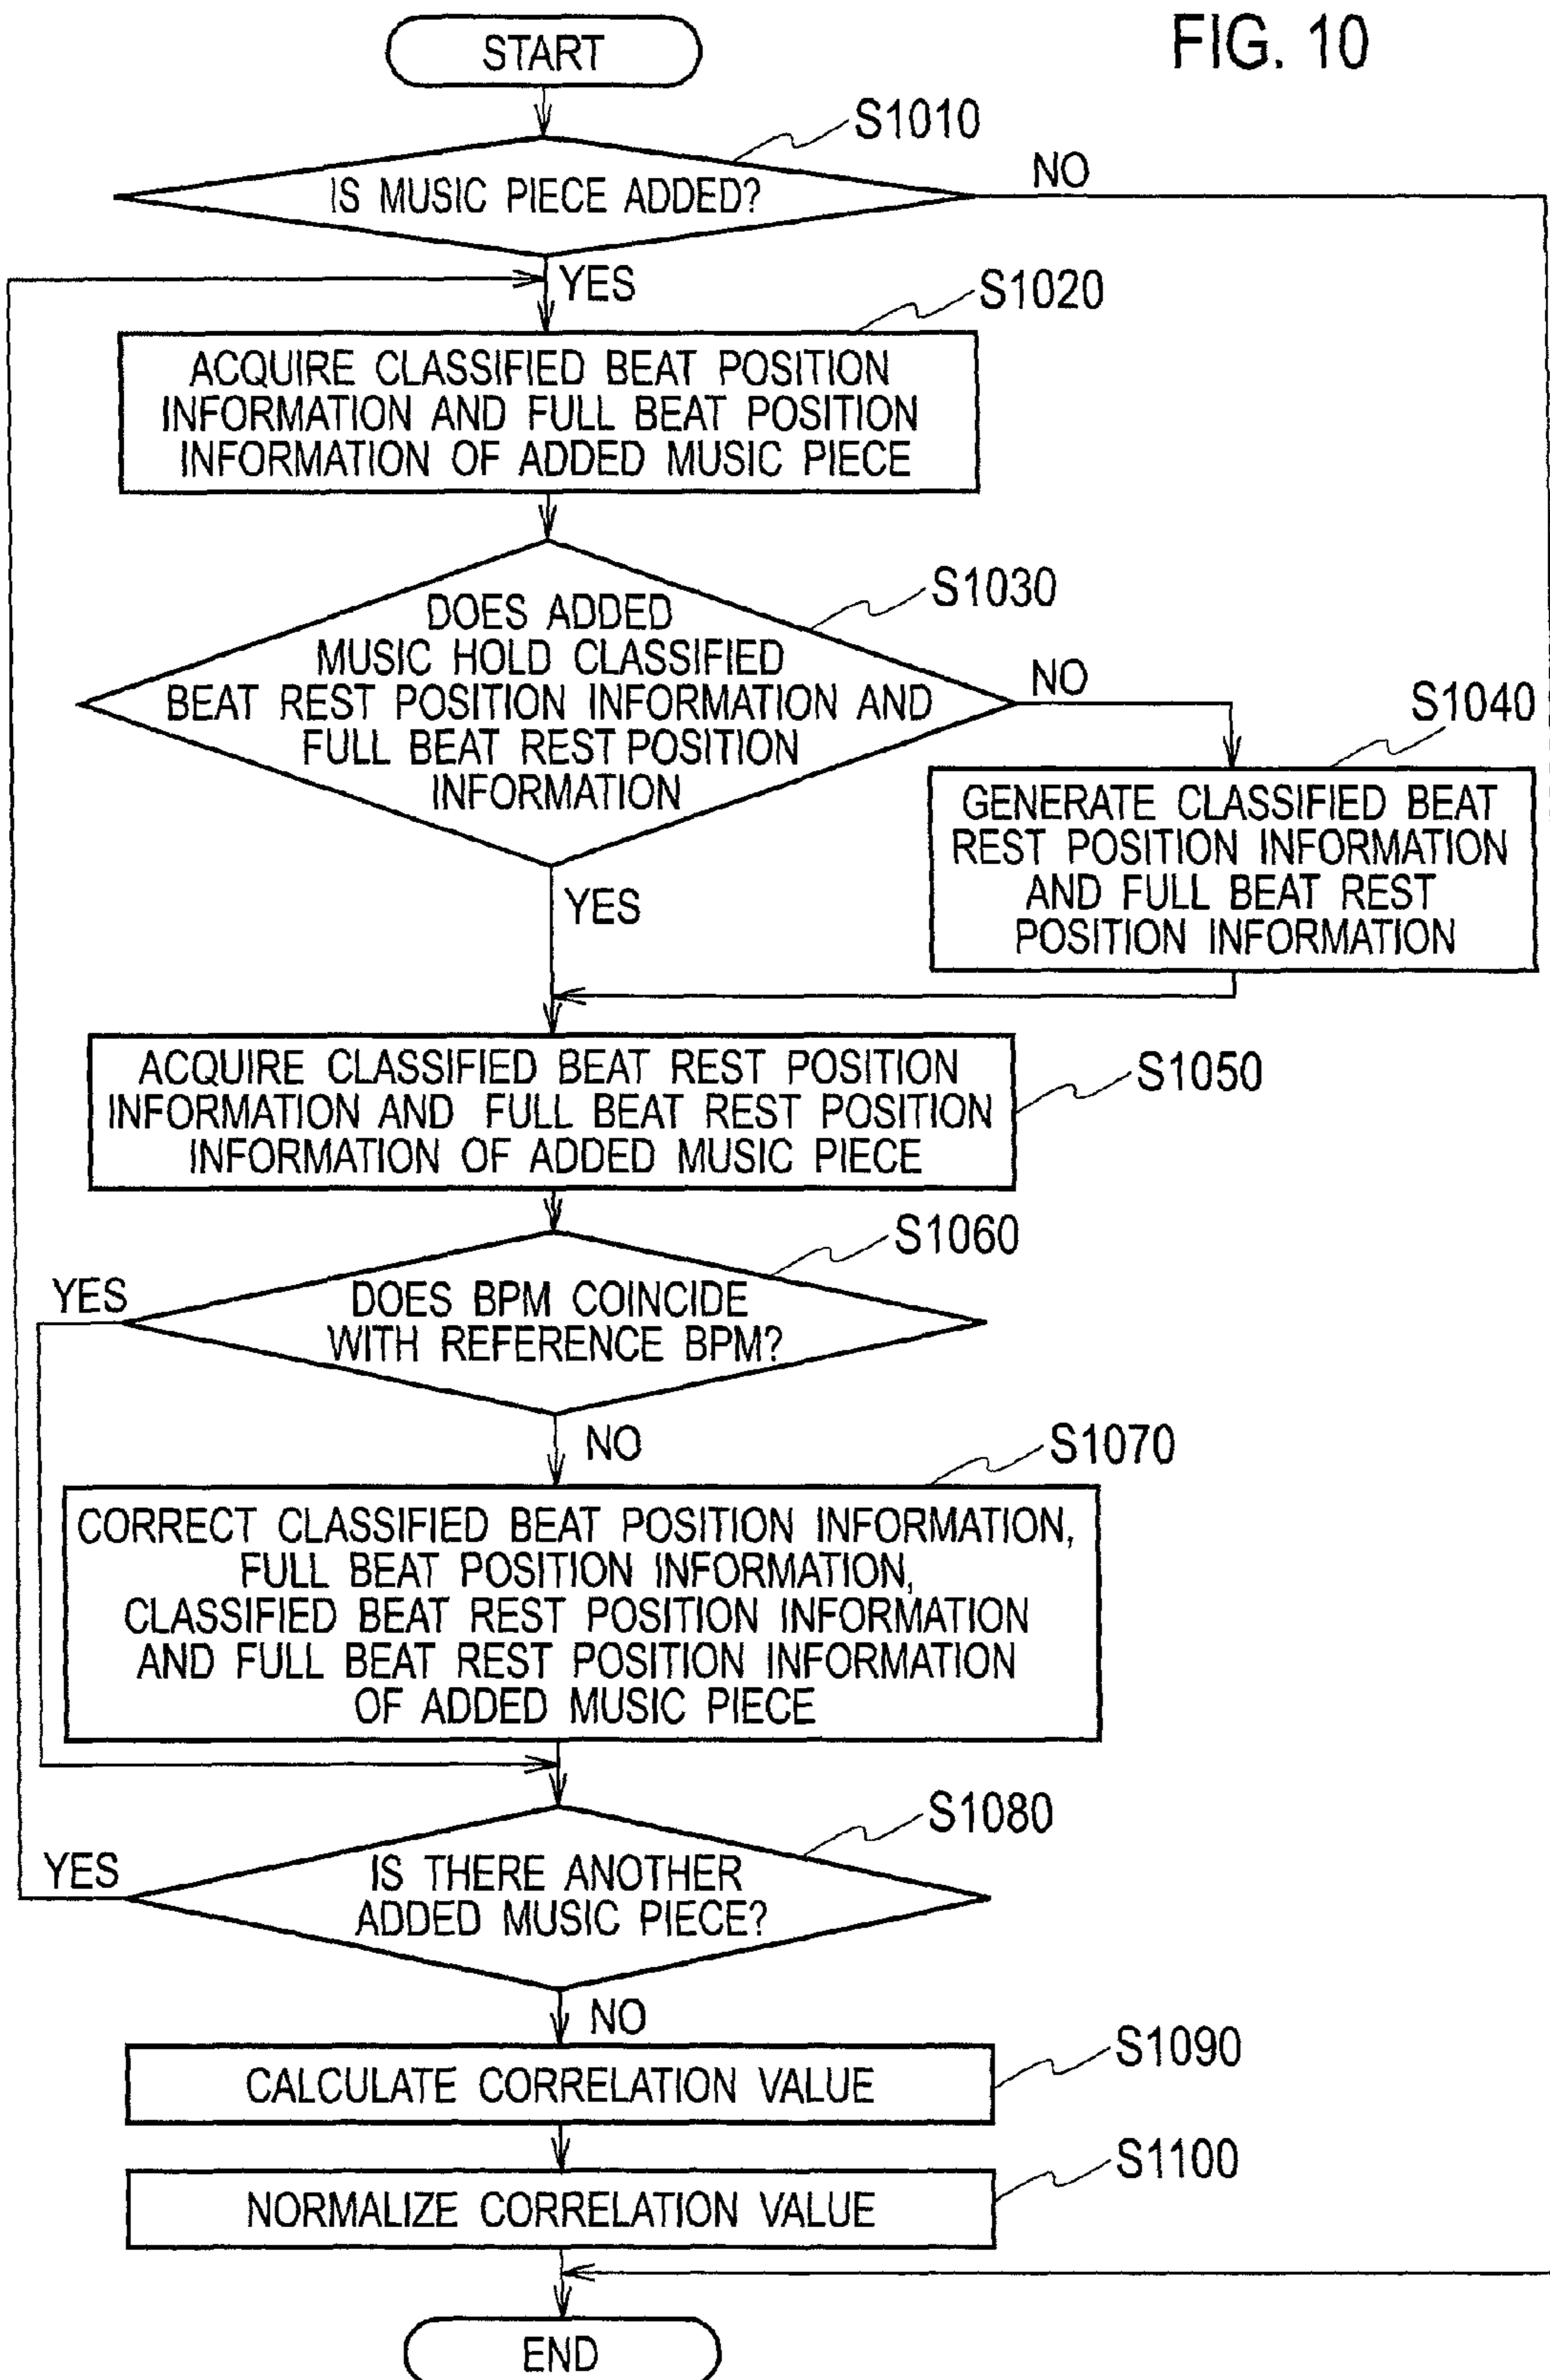 FIG. 10
START
S1010
IS MUSIC PIECE ADDED?
NO
YES
S1020
ACQUIRE CLASSIFIED BEAT POSITION
INFORMATION AND FULL BEAT POSITION
INFORMATION OF ADDED MUSIC PIECE
S1030
DOES ADDED
MUSIC HOLD CLASSIFIED
BEAT REST POSITION INFORMATION AND
FULL BEAT REST POSITION
INFORMATION
NO
YES
S1040
GENERATE CLASSIFIED BEAT
REST POSITION INFORMATION
AND FULL BEAT REST
POSITION INFORMATION
ACQUIRE CLASSIFIED BEAT REST POSITION
INFORMATION AND FULL BEAT REST POSITION
INFORMATION OF ADDED MUSIC PIECE
S1050
S1060
YES
DOES BPM COINCIDE
WITH REFERENCE BPM?
NO
S1070
CORRECT CLASSIFIED BEAT POSITION INFORMATION,
FULL BEAT POSITION INFORMATION,
CLASSIFIED BEAT REST POSITION INFORMATION
AND FULL BEAT REST POSITION INFORMATION
OF ADDED MUSIC PIECE
S1080
YES
IS THERE ANOTHER
ADDED MUSIC PIECE?
NO
S1090
CALCULATE CORRELATION VALUE
S1100
NORMALIZE CORRELATION VALUE
END